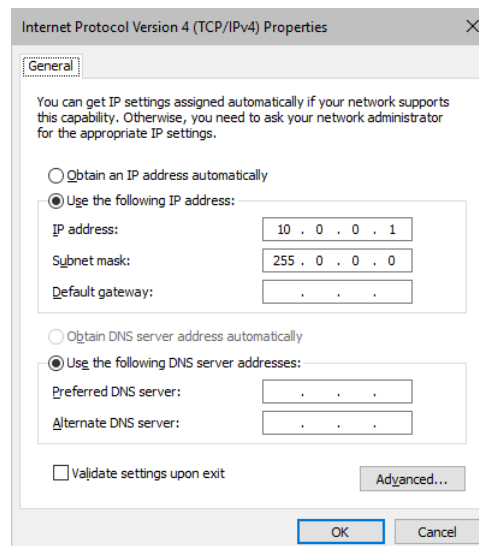 Internet Protocol Version 4 (TCP/IPv4) Properties
General
You can get IP settings assigned automatically if your network supports
this capability. Otherwise, you need to ask your network administrator
for the appropriate IP settings.
Obtain an IP address automatically
Use the following IP address:
IP address: 10 . 0 . 0 . 1
Subnet mask: 255 . 0 . 0 . 0
Default gateway: . . .
Obtain DNS server address automatically
Use the following DNS server addresses:
Preferred DNS server: . . .
Alternate DNS server: . . .
Validate settings upon exit
Advanced...
OK Cancel